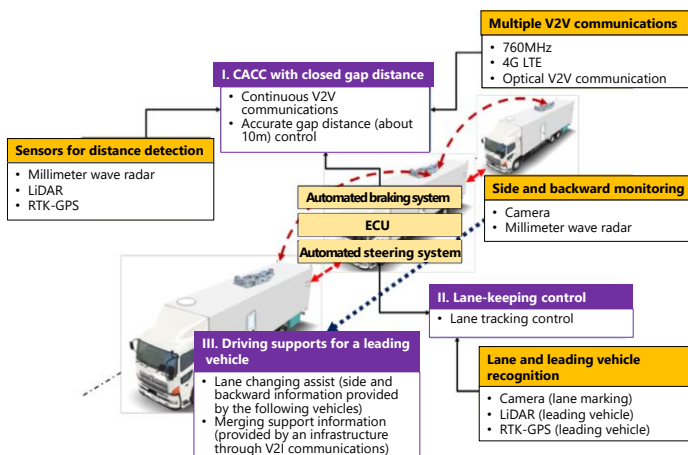 Multiple V2V communications
• 760MHz
• 4G LTE
• Optical V2V communication
I. CACC with closed gap distance
• Continuous V2V
communications
• Accurate gap distance (about
10m) control
Sensors for distance detection
• Millimeter wave radar
• LiDAR
• RTK-GPS
Automated braking system
ECU
Automated steering system
Side and backward monitoring
• Camera
• Millimeter wave radar
II. Lane-keeping control
• Lane tracking control
III. Driving supports for a leading
vehicle
• Lane changing assist (side and
backward information provided
by the following vehicles)
• Merging support information
(provided by an infrastructure
through V2I communications)
Lane and leading vehicle
recognition
• Camera (lane marking)
• LiDAR (leading vehicle)
• RTK-GPS (leading vehicle)